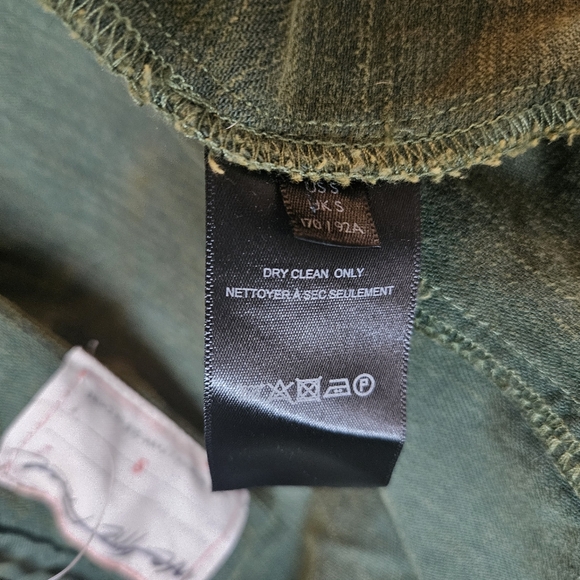 US S
UK S
170 / 92A
DRY CLEAN ONLY
NETTOYER À SEC SEULEMENT
P